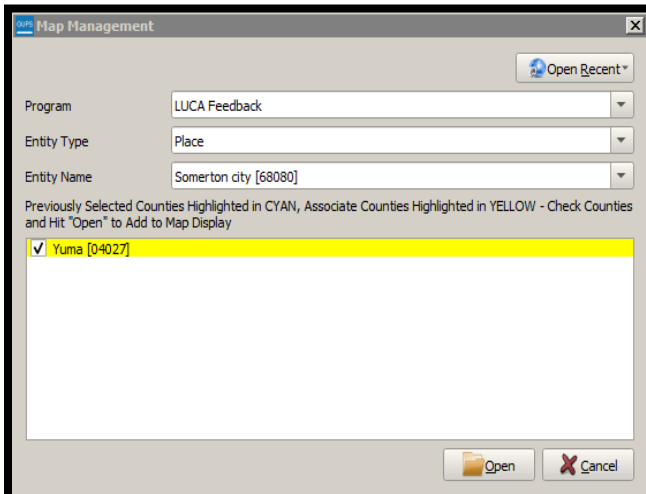 GUPS Map Management
Open Recent
Program LUCA Feedback
Entity Type Place
Entity Name Somerton city [68080]
Previously Selected Counties Highlighted in CYAN, Associate Counties Highlighted in YELLOW - Check Counties
and Hit "Open" to Add to Map Display
Yuma [04027]
Open Cancel